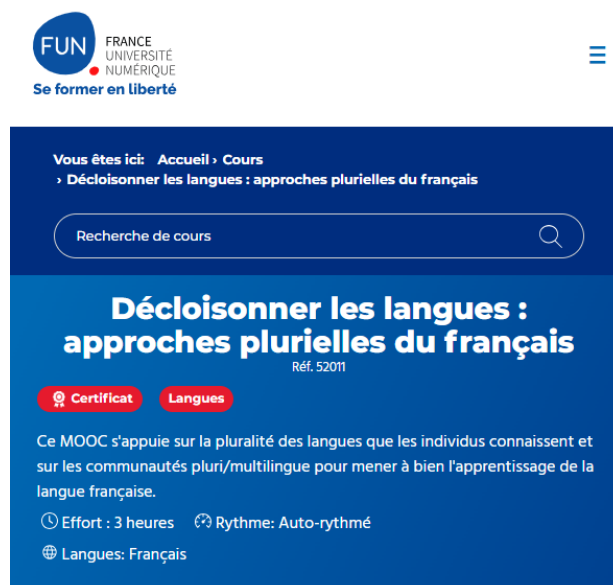 FUN
FRANCE
UNIVERSITÉ
NUMÉRIQUE
Se former en liberté
Vous êtes ici: Accueil › Cours
› Décloisonner les langues : approches plurielles du français
Recherche de cours
Décloisonner les langues :
approches plurielles du français
Réf. 52011
Certificat Langues
Ce MOOC s'appuie sur la pluralité des langues que les individus connaissent et
sur les communautés pluri/multilingue pour mener à bien l'apprentissage de la
langue française.
Effort : 3 heures Rythme: Auto-rythmé
Langues: Français